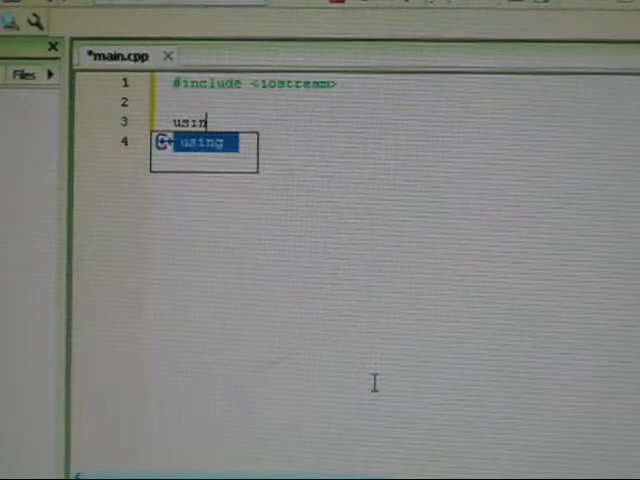 *main.cpp
Files
1 #include <iostream>
2
3 usin
4
using